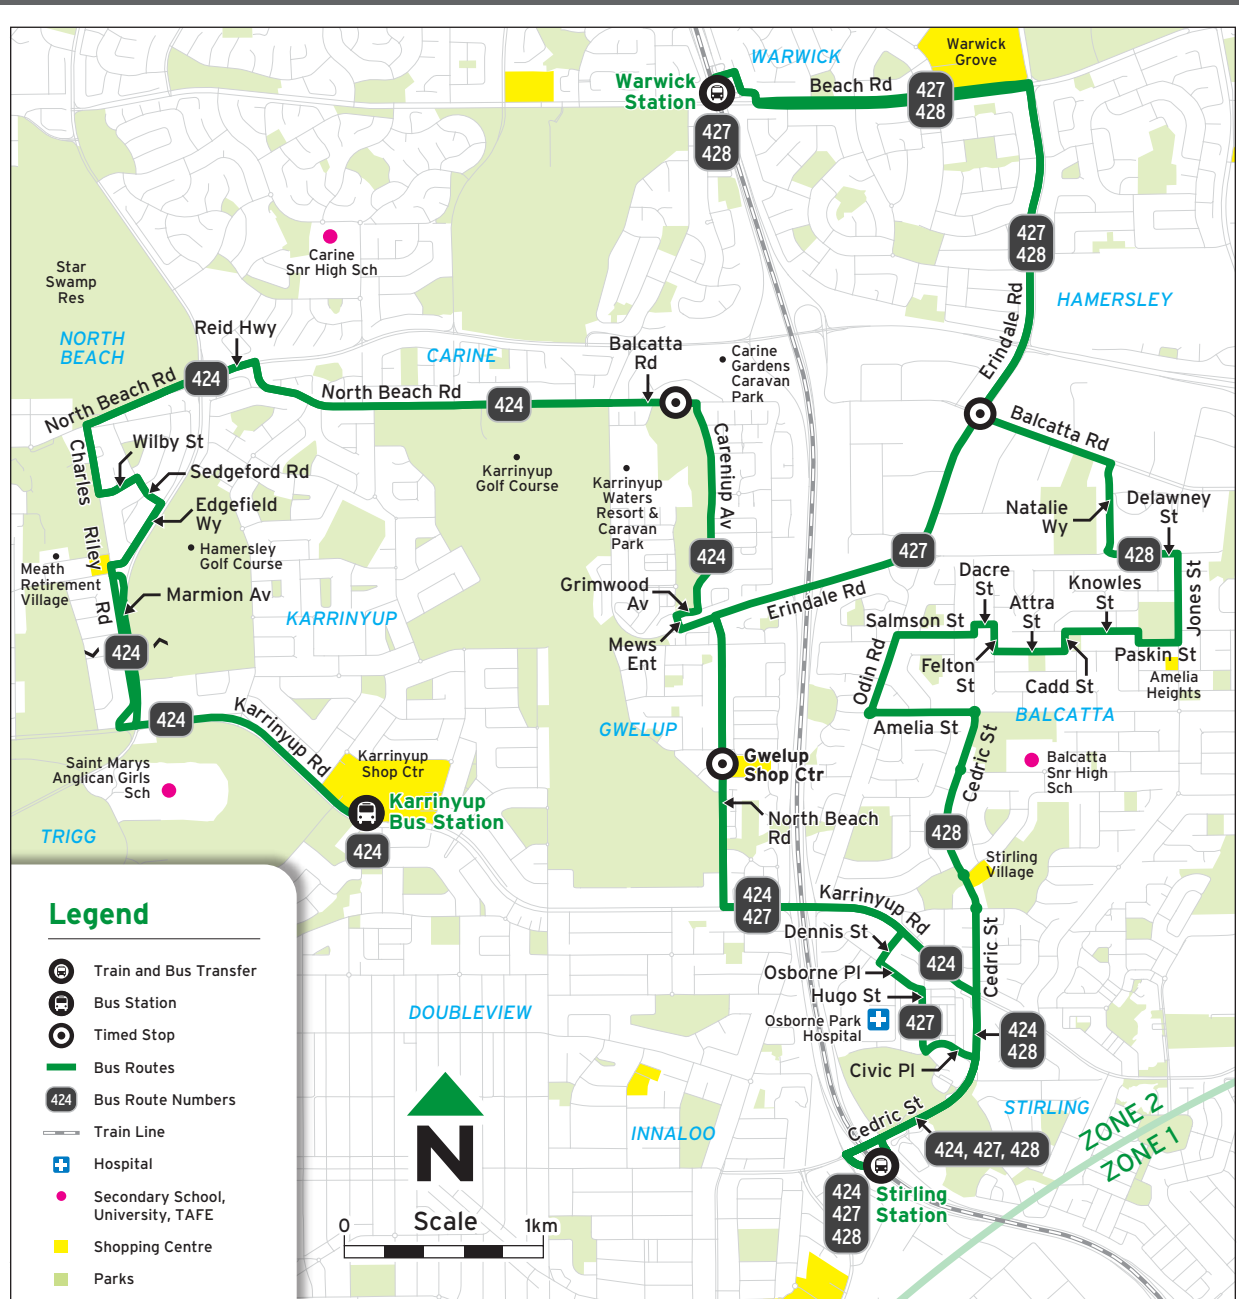 WARWICK
Warwick
Grove
Warwick
Station
Beach Rd
427
428
427
428
Carine
Snr High Sch
427
428
Star
Swamp
Res
HAMERSLEY
Erindale Rd
NORTH
BEACH
Reid Hwy
CARINE
Balcatta
Rd
Carine
Gardens
Caravan
Park
424
North Beach Rd
North Beach Rd
424
Balcatta Rd
Charles
Riley
Rd
Wilby St
Sedgeford Rd
Edgefield
Wy
Careniup Av
Karrinyup
Golf Course
Karrinyup
Waters
Resort &
Caravan
Park
Natalie
Wy
Delawney
St
Hamersley
Golf Course
424
427
428
Meath
Retirement
Village
Marmion Av
Grimwood
Av
Erindale Rd
Dacre
St
Knowles
St
Jones St
Attra
St
KARRINYUP
Salmson St
Mews
Ent
424
Odin Rd
Felton
St
Cadd St
Paskin St
Amelia
Heights
424
Karrinyup Rd
GWELUP
Amelia St
BALCATTA
Cedric St
Saint Marys
Anglican Girls
Sch
Karrinyup
Shop Ctr
Gwelup
Shop Ctr
Balcatta
Snr High
Sch
Karrinyup
Bus Station
TRIGG
424
North Beach
Rd
428
Stirling
Village
Legend
424
427
Karrinyup Rd
Dennis St
Cedric St
Train and Bus Transfer
Osborne Pl
424
Hugo St
Bus Station
DOUBLEVIEW
Osborne Park
Hospital
427
424
428
Timed Stop
Bus Routes
Civic Pl
424
Bus Route Numbers
STIRLING
ZONE 2
ZONE 1
Cedric St
Train Line
INNALOO
424, 427, 428
N
Hospital
Secondary School,
University, TAFE
Stirling
Station
424
427
428
Scale
0
1km
Shopping Centre
Parks